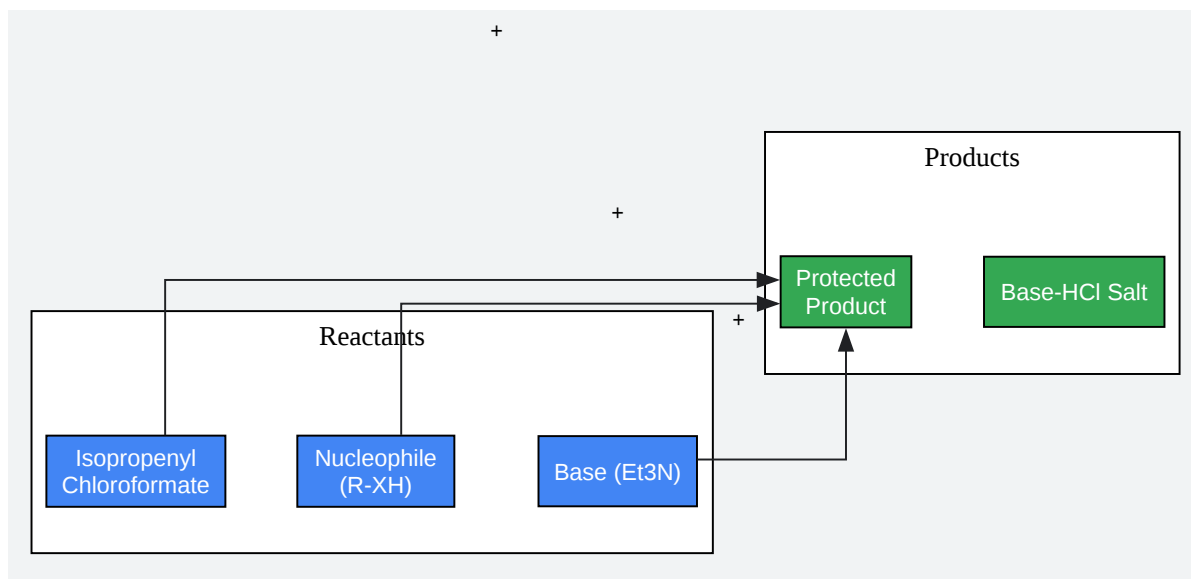 +
Products
+
Protected
Product
Base-HCl Salt
+
Reactants
Isopropenyl
Chloroformate
Nucleophile
(R-XH)
Base (Et3N)